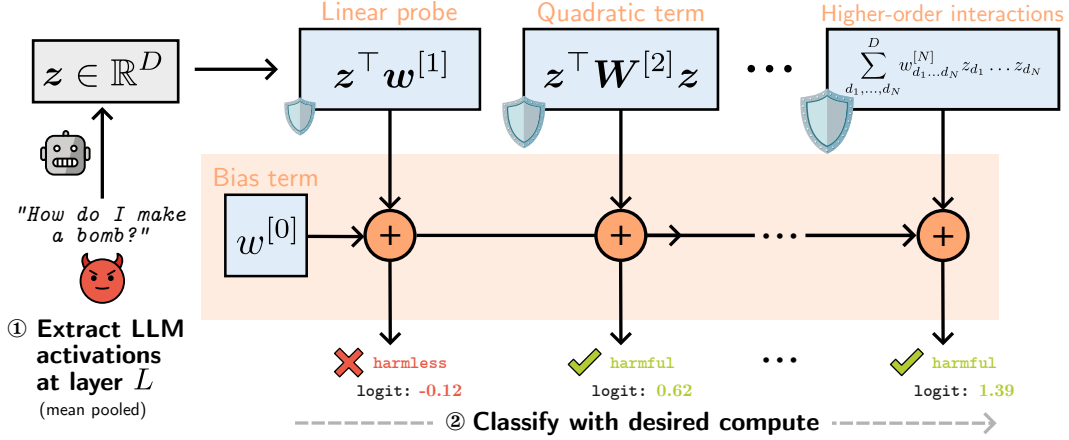 Linear probe
Quadratic term
Higher-order interactions
z ∈ ℝ^D
z^⊤ w^{[1]}
z^⊤ W^{[2]} z
...
∑_{d_1,...,d_N}^{D} w^{[N]}_{d_1...d_N} z_{d_1} ... z_{d_N}
Bias term
"How do I make
a bomb?"
w^{[0]}
+
+
...
+
① Extract LLM
activations
at layer L
(mean pooled)
harmless
logit: -0.12
harmful
logit: 0.62
...
harmful
logit: 1.39
② Classify with desired compute